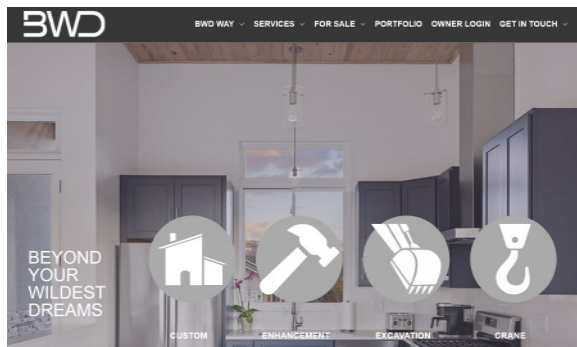 BWD
BWD WAY SERVICES FOR SALE PORTFOLIO OWNER LOGIN GET IN TOUCH
BEYOND
YOUR
WILDEST
DREAMS
CUSTOM ENHANCEMENT EXCAVATION CRANE